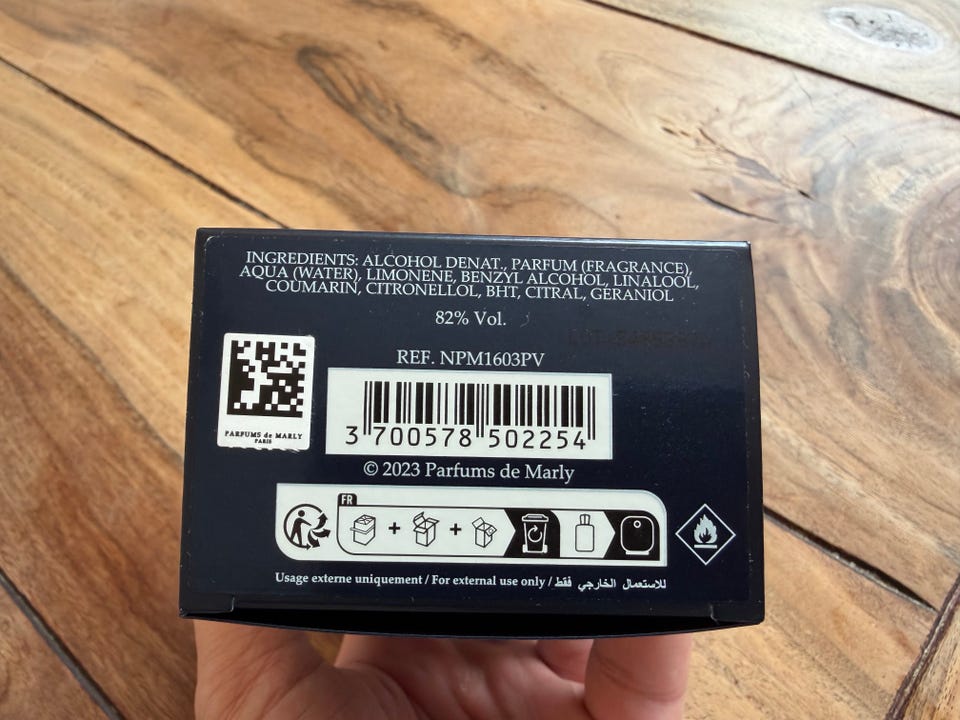 INGREDIENTS: ALCOHOL DENAT., PARFUM (FRAGRANCE),
AQUA (WATER), LIMONENE, BENZYL ALCOHOL, LINALOOL,
COUMARIN, CITRONELLOL, BHT, CITRAL, GERANIOL
82% Vol.
REF. NPM1603PV
PARFUMS de MARLY
PARIS
3 700578 502254
© 2023 Parfums de Marly
FR
Usage externe uniquement / For external use only / للاستعمال الخارجي فقط